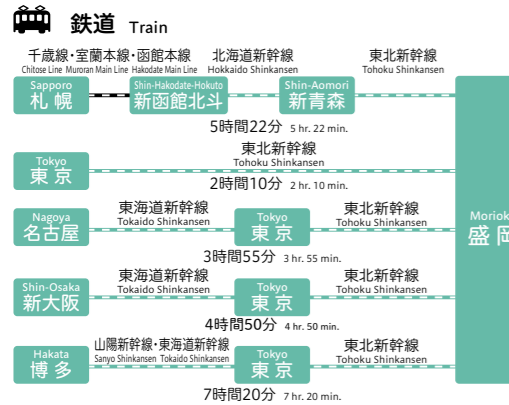 鉄道 Train
千歳線・室蘭本線・函館本線 北海道新幹線 東北新幹線
Chitose Line Muroran Main Line Hakodate Main Line Hokkaido Shinkansen Tohoku Shinkansen
Sapporo Shin-Hakodate-Hokuto Shin-Aomori
札幌 新函館北斗 新青森
5時間22分 5 hr. 22 min.
東北新幹線
Tohoku Shinkansen
Tokyo
東京
2時間10分 2 hr. 10 min.
東海道新幹線 東北新幹線
Tokaido Shinkansen Tohoku Shinkansen
Nagoya Tokyo
名古屋 東京
3時間55分 3 hr. 55 min.
東海道新幹線 東北新幹線
Tokaido Shinkansen Tohoku Shinkansen
Shin-Osaka Tokyo
新大阪 東京
4時間50分 4 hr. 50 min.
山陽新幹線・東海道新幹線 東北新幹線
Sanyo Shinkansen Tokaido Shinkansen Tohoku Shinkansen
Hakata Tokyo
博多 東京
7時間20分 7 hr. 20 min.
Moriok
盛岡